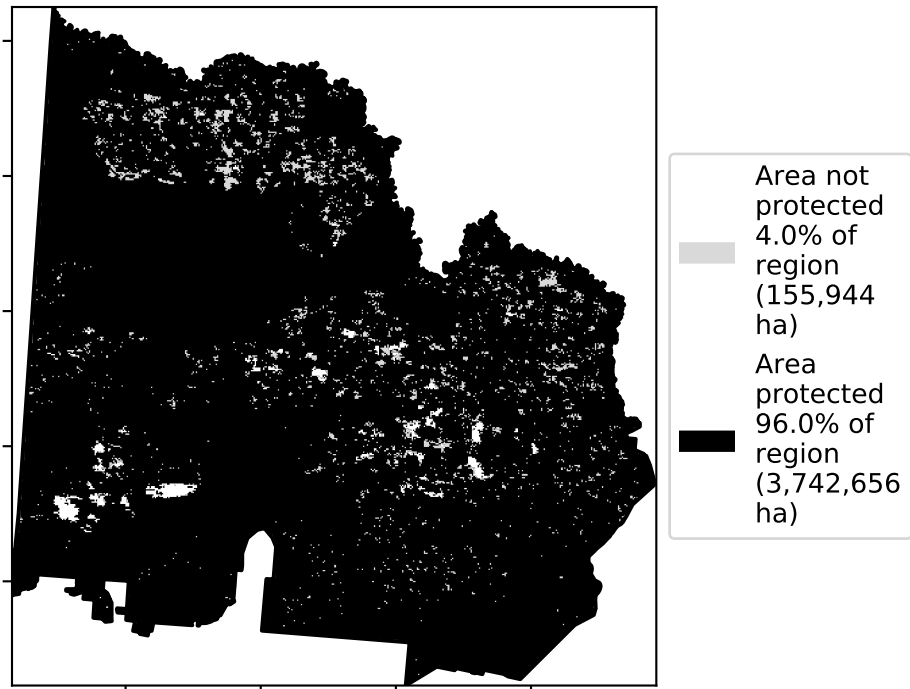 Area not
protected
4.0% of
region
(155,944
ha)
Area
protected
96.0% of
region
(3,742,656
ha)